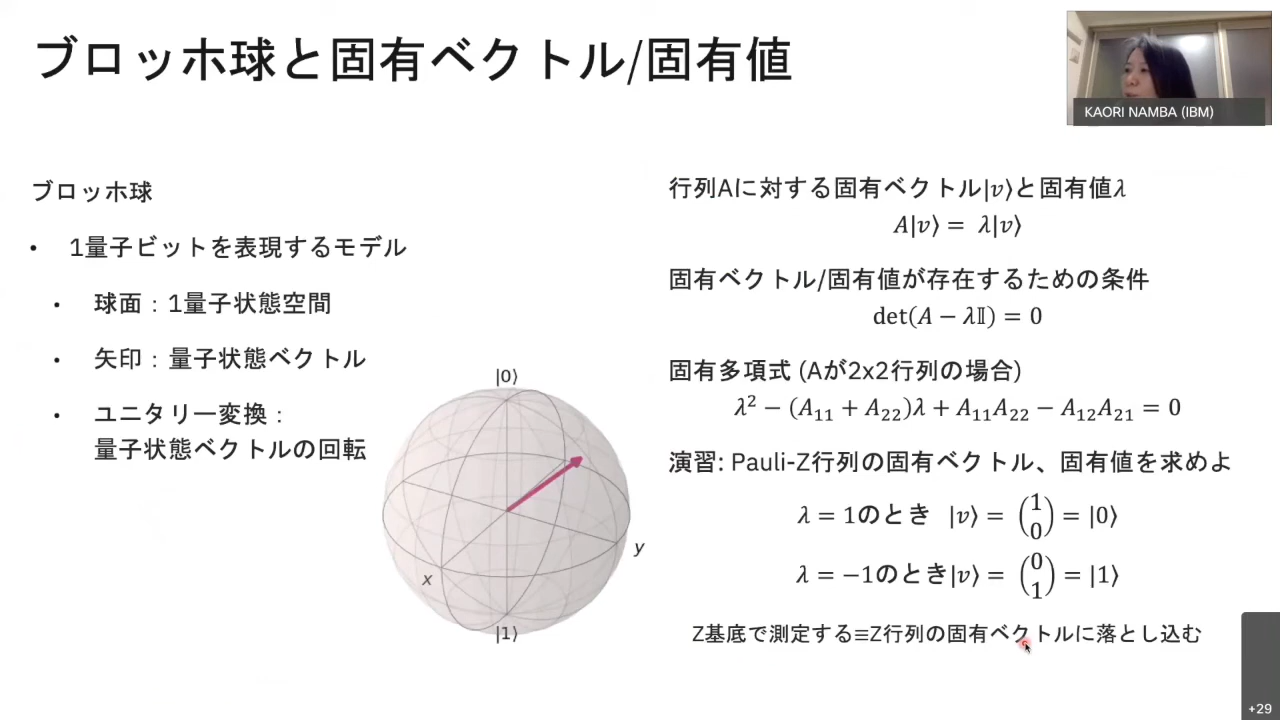 ブロッホ球と固有ベクトル/固有値
KAORI NAMBA (IBM)
ブロッホ球
• 1量子ビットを表現するモデル
• 球面：1量子状態空間
• 矢印：量子状態ベクトル
• ユニタリー変換：
量子状態ベクトルの回転
|0⟩
y
x
|1⟩
行列Aに対する固有ベクトル|v⟩と固有値λ
A|v⟩ = λ|v⟩
固有ベクトル/固有値が存在するための条件
det(A − λ𝕀) = 0
固有多項式 (Aが2x2行列の場合)
λ² − (A₁₁ + A₂₂)λ + A₁₁A₂₂ − A₁₂A₂₁ = 0
演習: Pauli-Z行列の固有ベクトル、固有値を求めよ
λ = 1のとき |v⟩ = (1 0) = |0⟩
λ = −1のとき|v⟩ = (0 1) = |1⟩
Z基底で測定する≡Z行列の固有ベクトルに落とし込む
+29